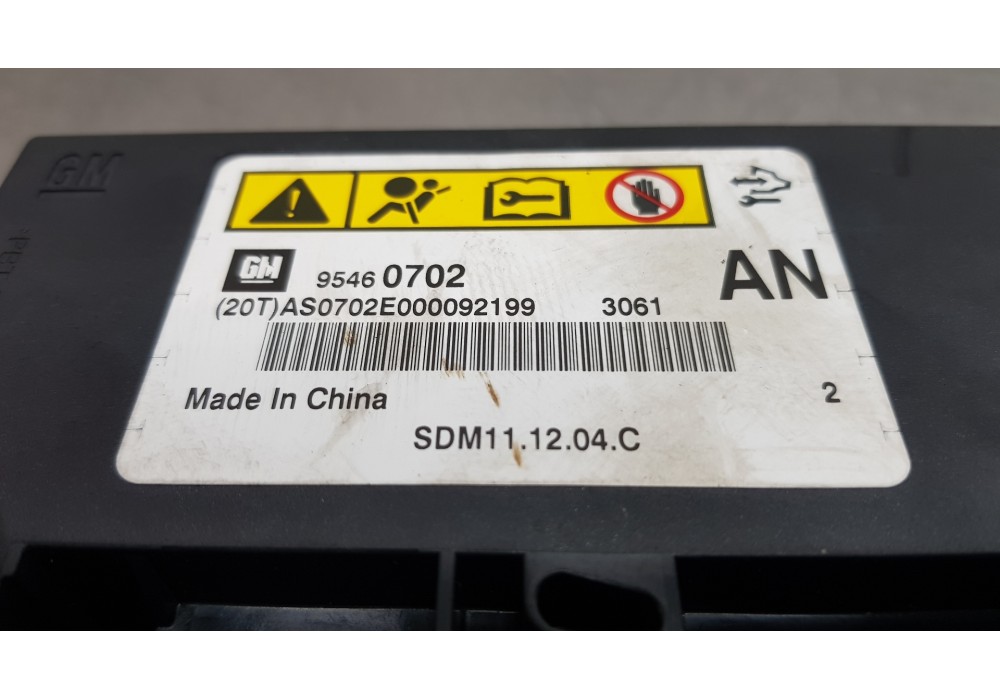 GM
GM 9546 0702 AN
(20T)AS0702E000092199 3061
Made In China 2
SDM11.12.04.C